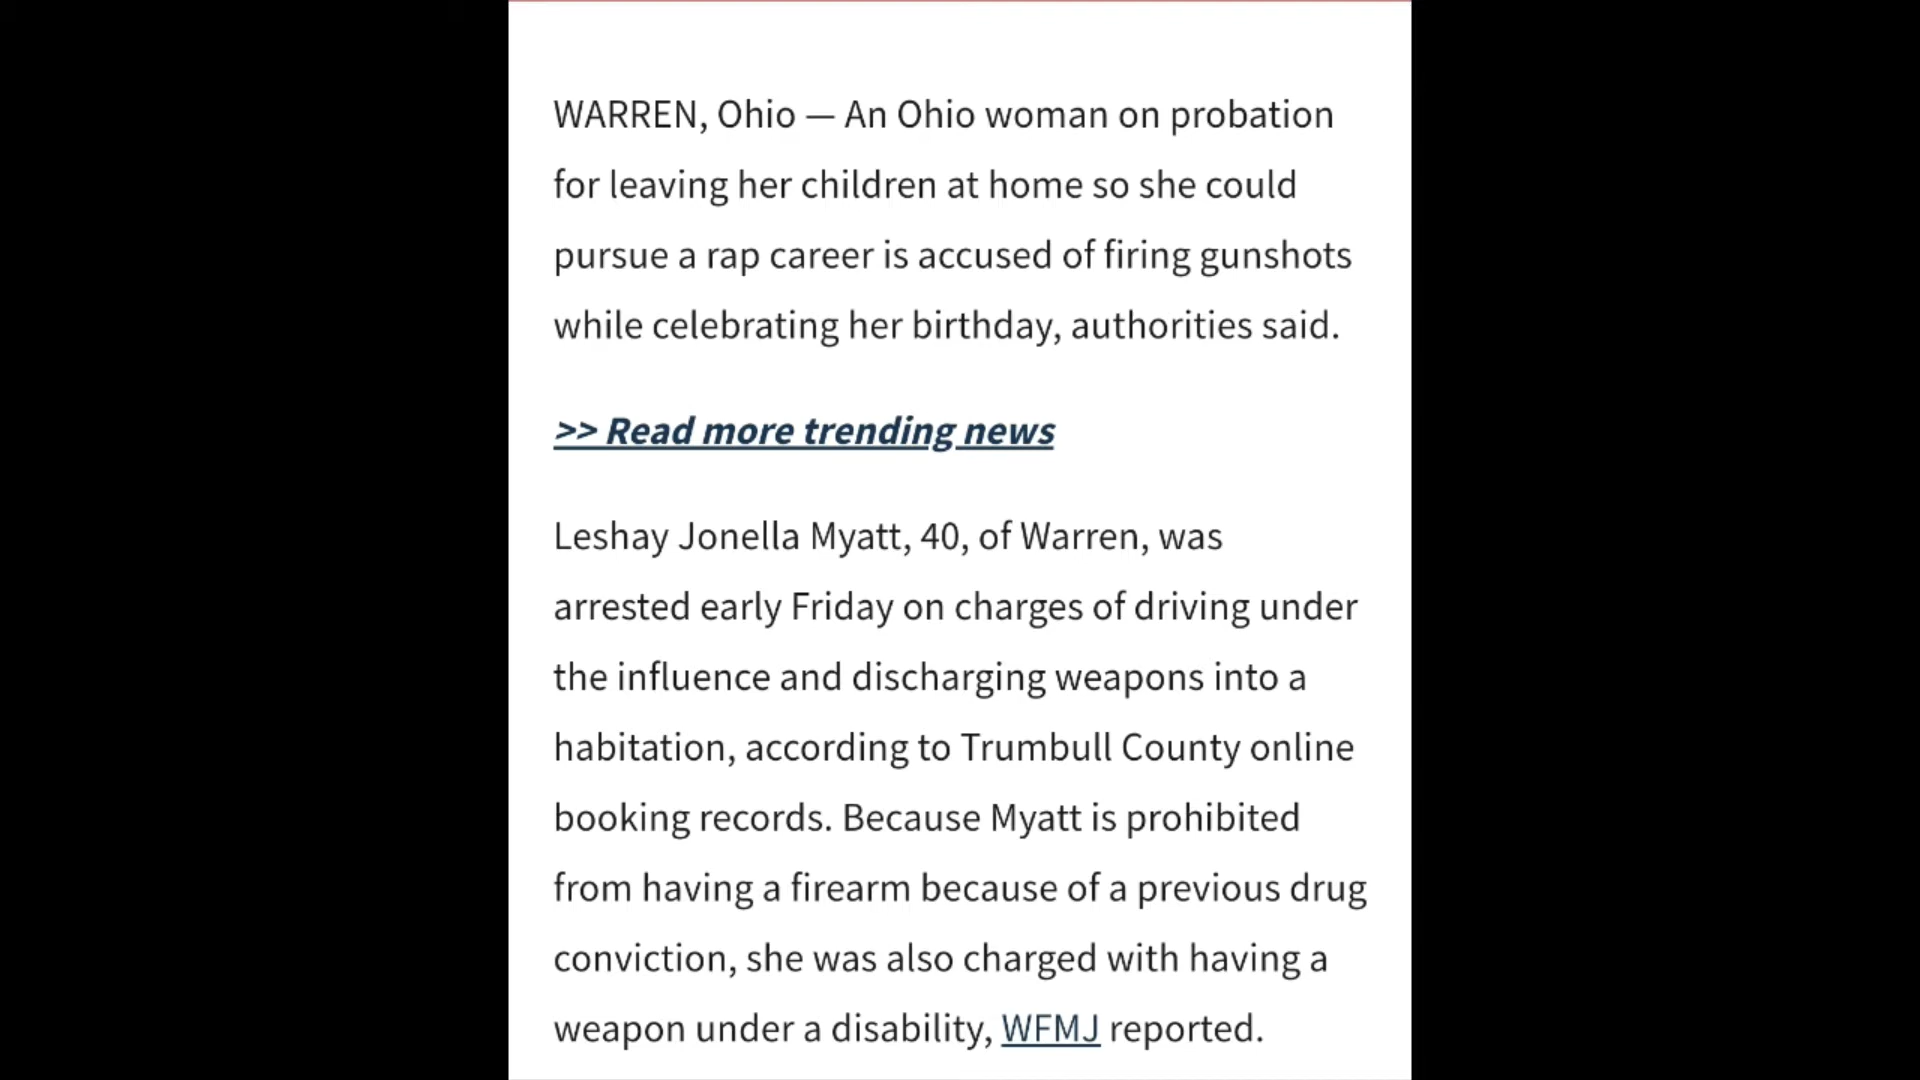 WARREN, Ohio — An Ohio woman on probation
for leaving her children at home so she could
pursue a rap career is accused of firing gunshots
while celebrating her birthday, authorities said.
>> Read more trending news
Leshay Jonella Myatt, 40, of Warren, was
arrested early Friday on charges of driving under
the influence and discharging weapons into a
habitation, according to Trumbull County online
booking records. Because Myatt is prohibited
from having a firearm because of a previous drug
conviction, she was also charged with having a
weapon under a disability, WFMJ reported.